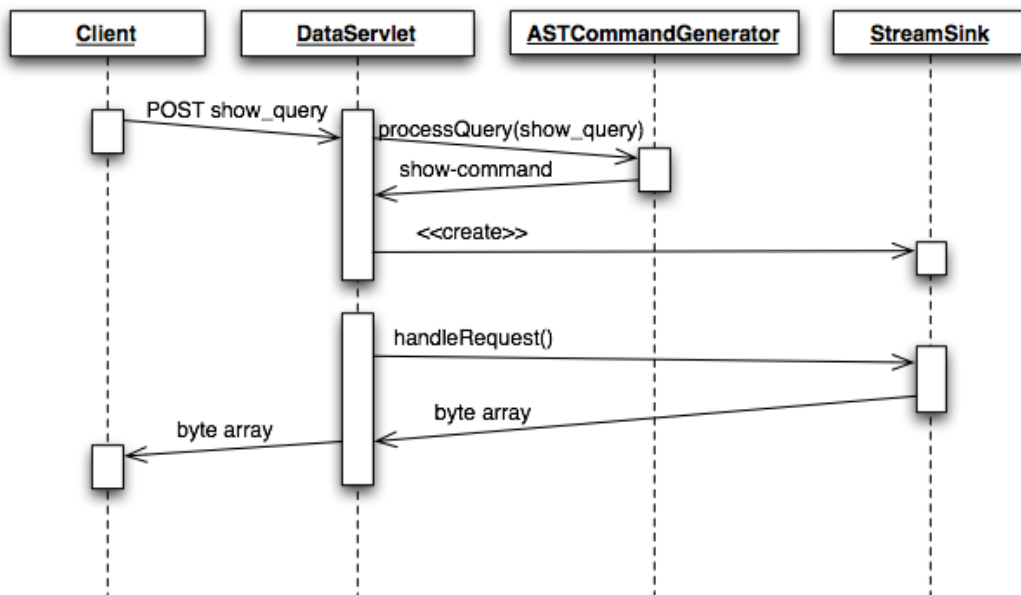 Client
DataServlet
ASTCommandGenerator
StreamSink
POST show_query
processQuery(show_query)
show-command
<<create>>
handleRequest()
byte array
byte array